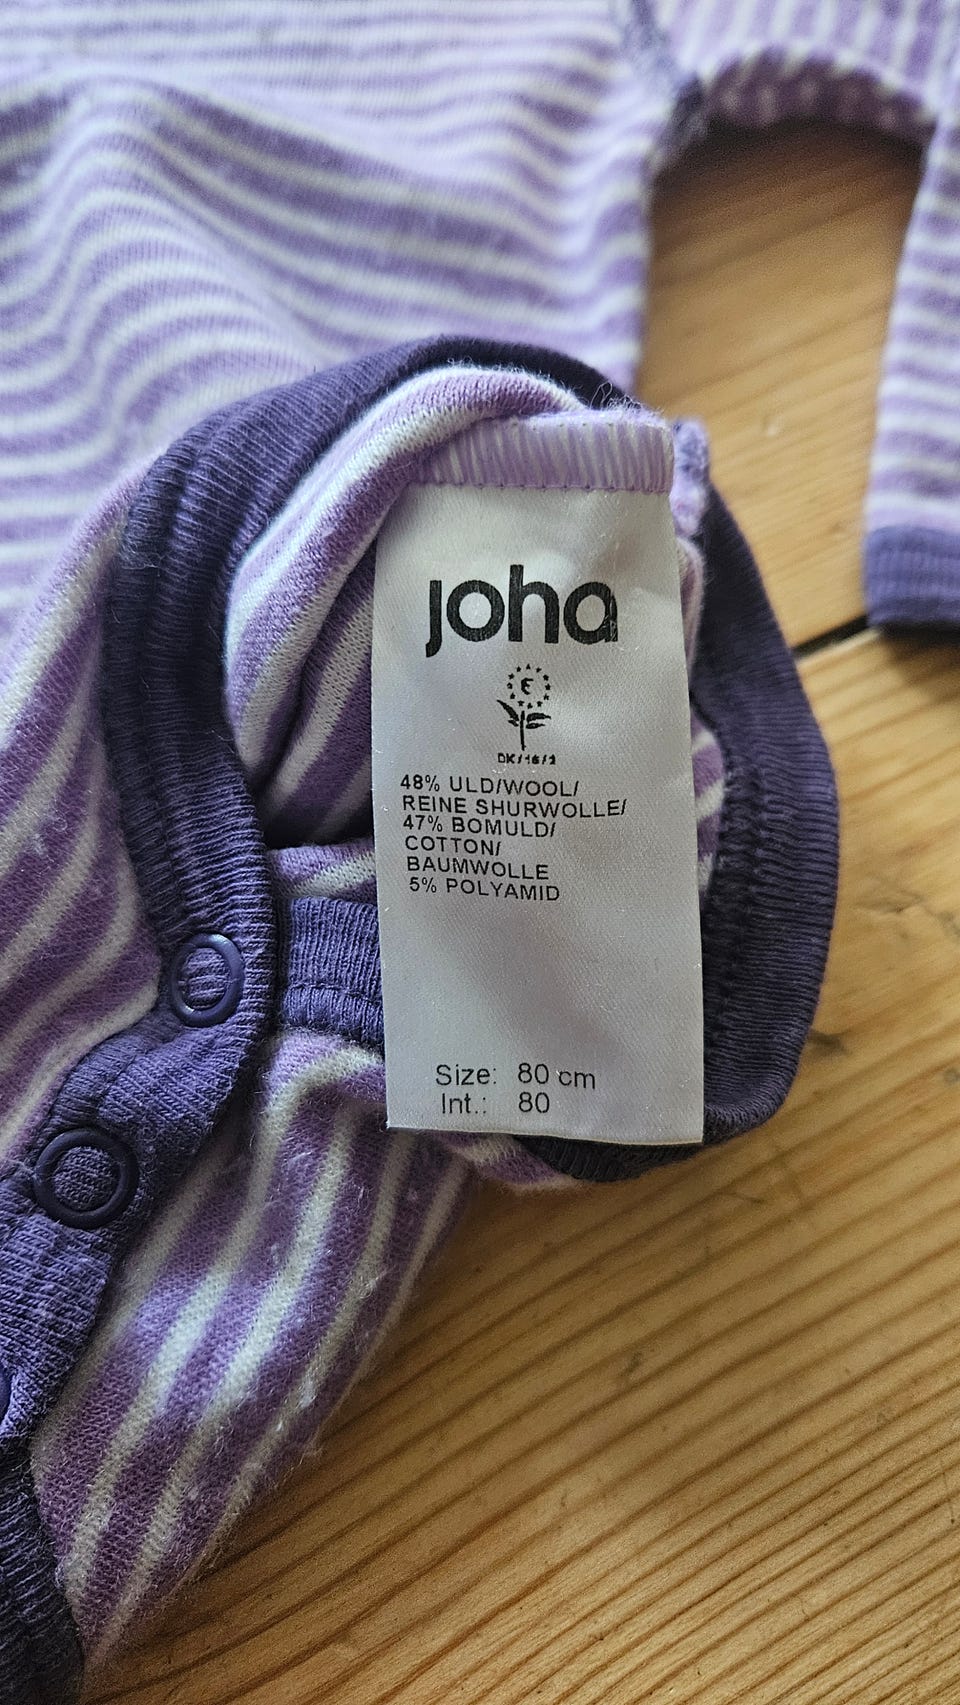 joha
€
DK/16/2
48% ULD/WOOL/
REINE SHURWOLLE/
47% BOMULD/
COTTON/
BAUMWOLLE
5% POLYAMID
Size: 80 cm
Int.: 80